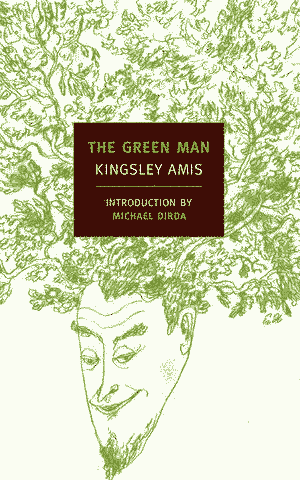 THE GREEN MAN
KINGSLEY AMIS
INTRODUCTION BY
MICHAEL DIRDA